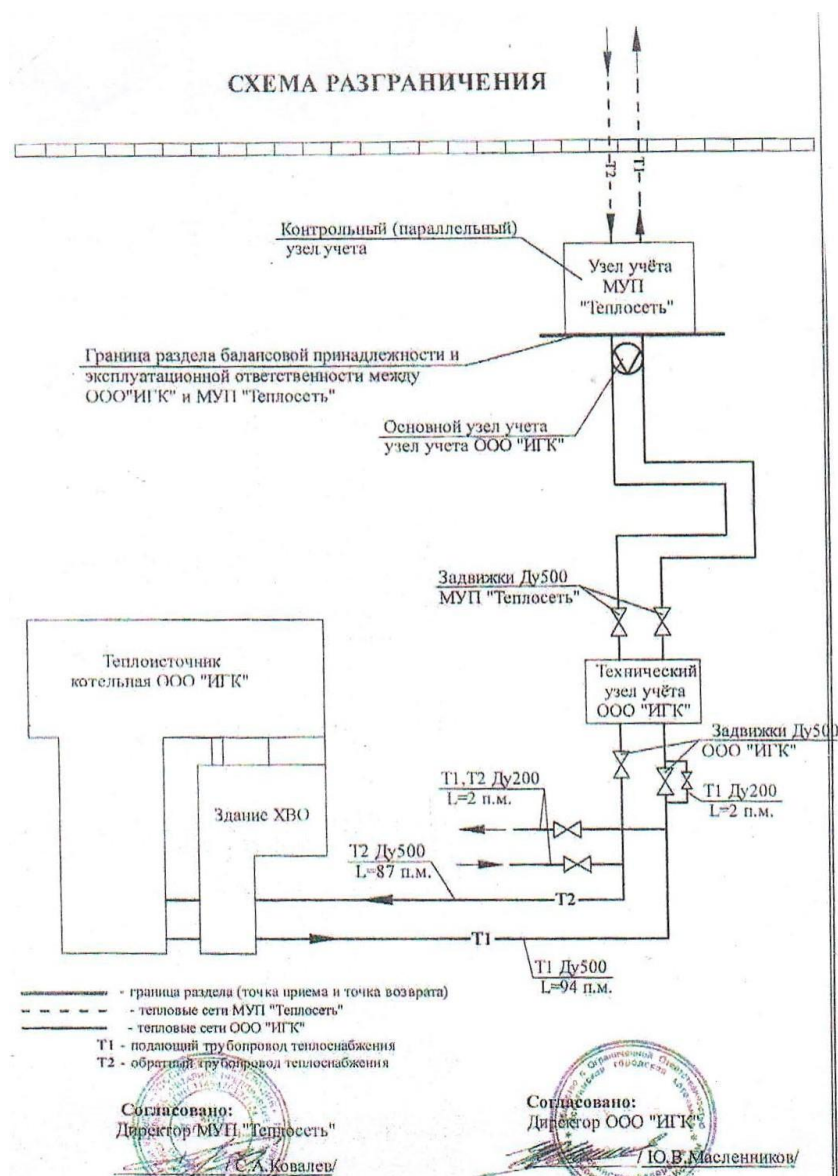 СХЕМА РАЗГРАНИЧЕНИЯ
Т2
Т1
Контрольный (параллельный)
узел учета
Узел учёта
МУП
"Теплосеть"
Граница раздела балансовой принадлежности и
эксплуатационной ответственности между
ООО"ИГК" и МУП "Теплосеть"
Основной узел учета
узел учета ООО "ИГК"
Задвижки Ду500
МУП "Теплосеть"
Теплоисточник
котельная ООО "ИГК"
Технический
узел учёта
ООО "ИГК"
Задвижки Ду500
ООО "ИГК"
Т1,Т2 Ду200
L=2 п.м.
Т1 Ду200
L=2 п.м.
Здание ХВО
Т2 Ду500
L=87 п.м.
Т2
Т1
Т1 Ду500
L=94 п.м.
- граница раздела (точка приема и точка возврата)
- тепловые сети МУП "Теплосеть"
- тепловые сети ООО "ИГК"
Т1 - подающий трубопровод теплоснабжения
Т2 - обратный трубопровод теплоснабжения
Согласовано:
Директор МУП "Теплосеть"
/ С.А.Ковалев/
Согласовано:
Директор ООО "ИГК"
/ Ю.В.Масленников/